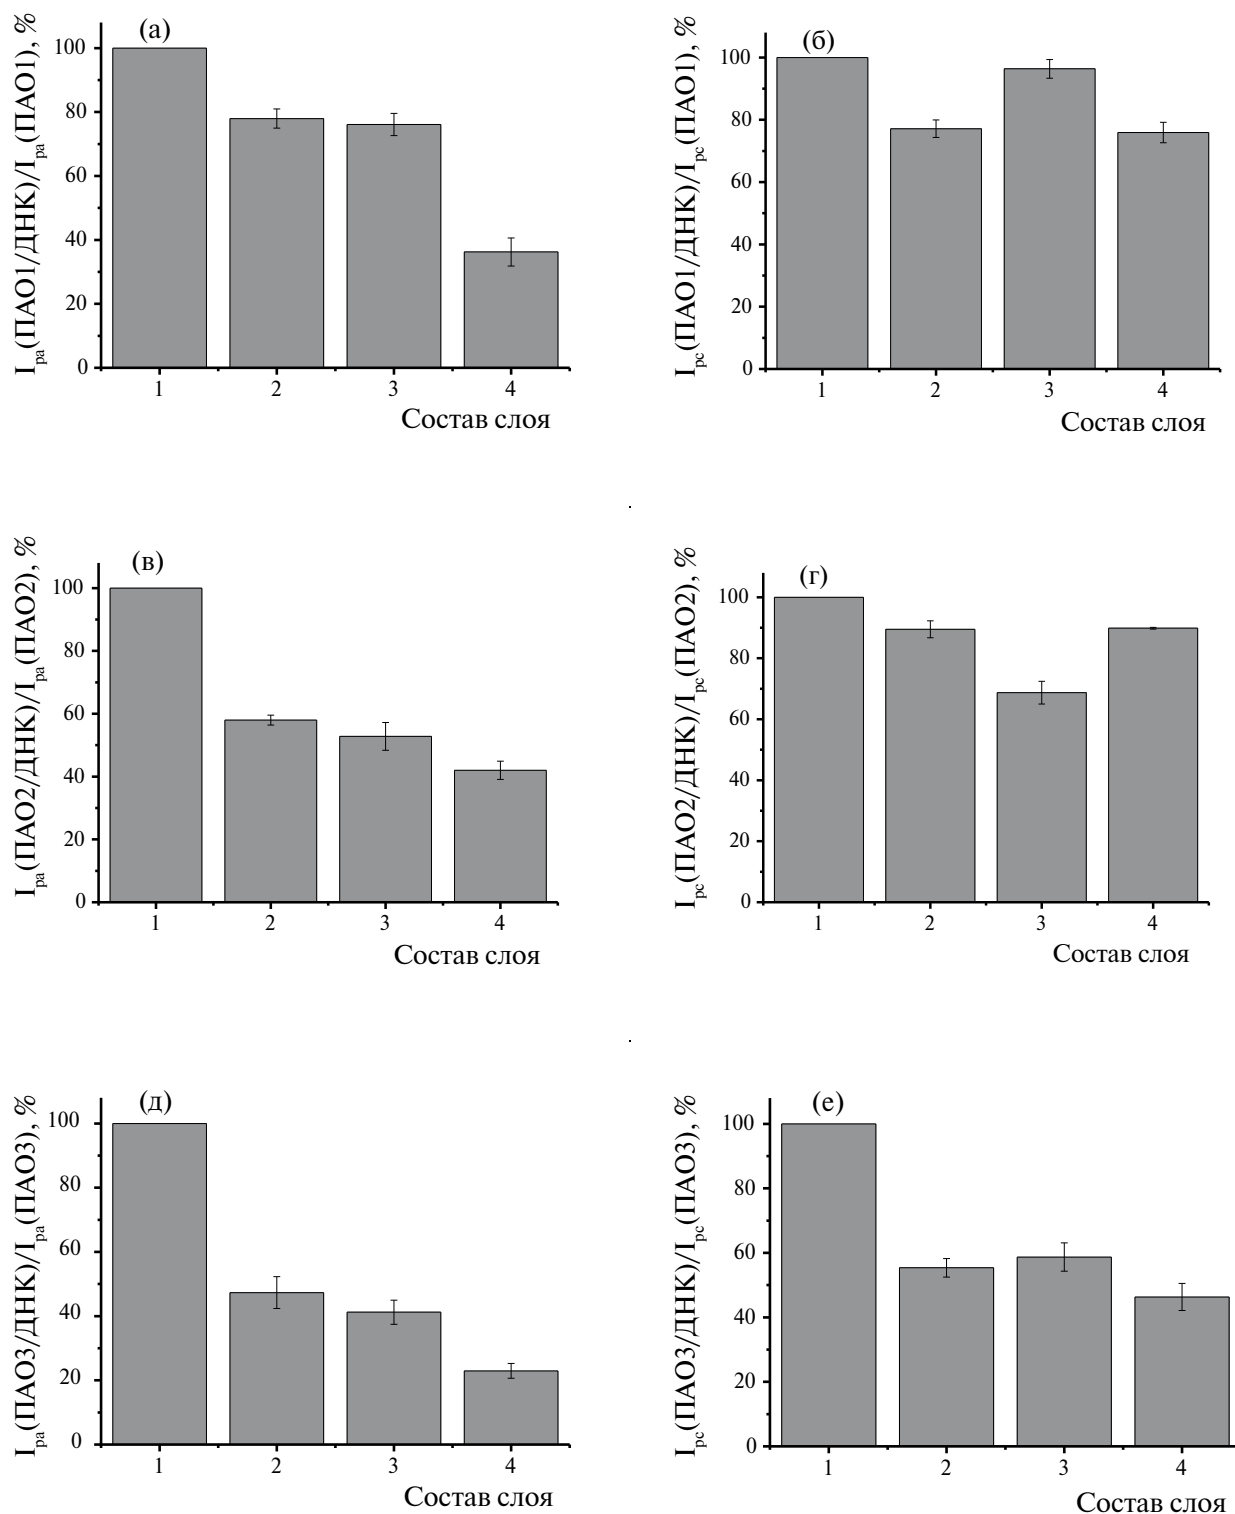 (а)
I_pa(ПАО1/ДНК)/I_pa(ПАО1), %
100
80
60
40
20
0
1 2 3 4
Состав слоя
(б)
I_pc(ПАО1/ДНК)/I_pc(ПАО1), %
100
80
60
40
20
0
1 2 3 4
Состав слоя
(в)
I_pa(ПАО2/ДНК)/I_pa(ПАО2), %
100
80
60
40
20
0
1 2 3 4
Состав слоя
(г)
I_pc(ПАО2/ДНК)/I_pc(ПАО2), %
100
80
60
40
20
0
1 2 3 4
Состав слоя
(д)
I_pa(ПАО3/ДНК)/I_pa(ПАО3), %
100
80
60
40
20
0
1 2 3 4
Состав слоя
(е)
I_pc(ПАО3/ДНК)/I_pc(ПАО3), %
100
80
60
40
20
0
1 2 3 4
Состав слоя